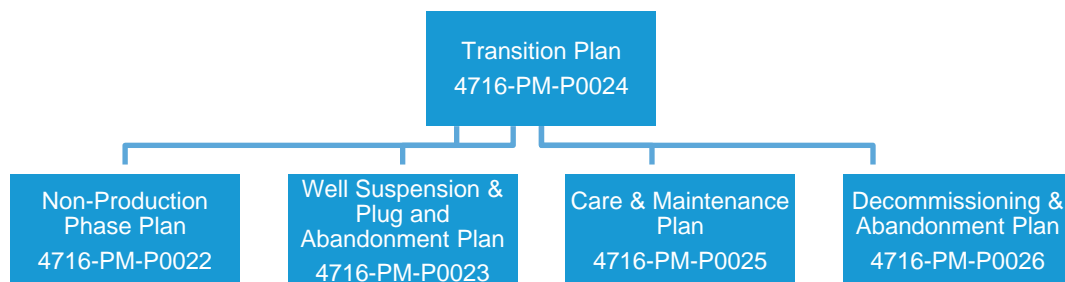 Transition Plan
4716-PM-P0024
Non-Production
Phase Plan
4716-PM-P0022
Well Suspension &
Plug and
Abandonment Plan
4716-PM-P0023
Care & Maintenance
Plan
4716-PM-P0025
Decommissioning &
Abandonment Plan
4716-PM-P0026